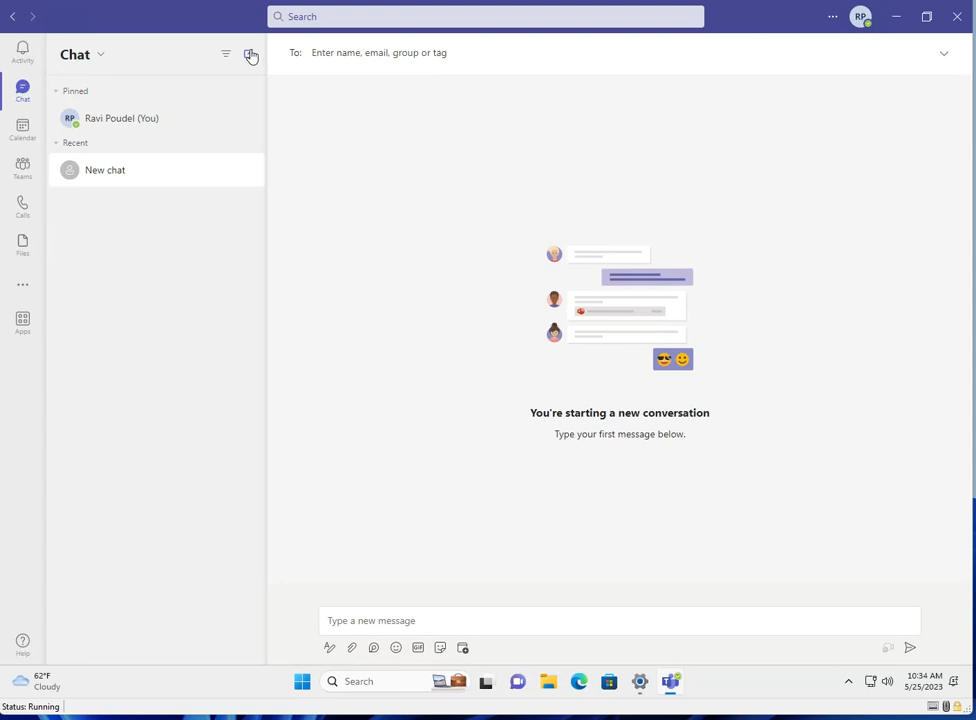 Search
RP
Activity
Chat
Calendar
Teams
Calls
Files
Apps
Help
Chat
Pinned
RP Ravi Poudel (You)
Recent
New chat
To: Enter name, email, group or tag
You're starting a new conversation
Type your first message below.
Type a new message
GIF
62°F
Cloudy
Search
10:34 AM
5/25/2023
Status: Running